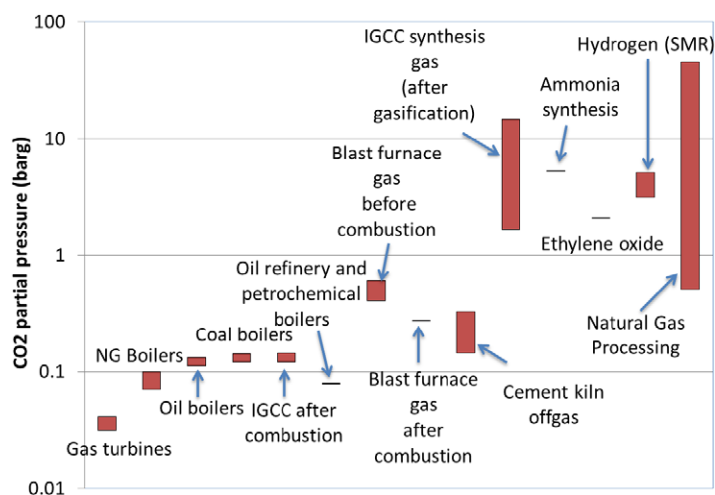 100
10
1
0.1
0.01
CO2 partial pressure (barg)
Gas turbines
NG Boilers
Oil boilers
Coal boilers
IGCC after
combustion
Oil refinery and
petrochemical
boilers
Blast furnace
gas
before
combustion
Blast furnace
gas
after
combustion
Cement kiln
offgas
IGCC synthesis
gas
(after
gasification)
Ammonia
synthesis
Ethylene oxide
Hydrogen (SMR)
Natural Gas
Processing